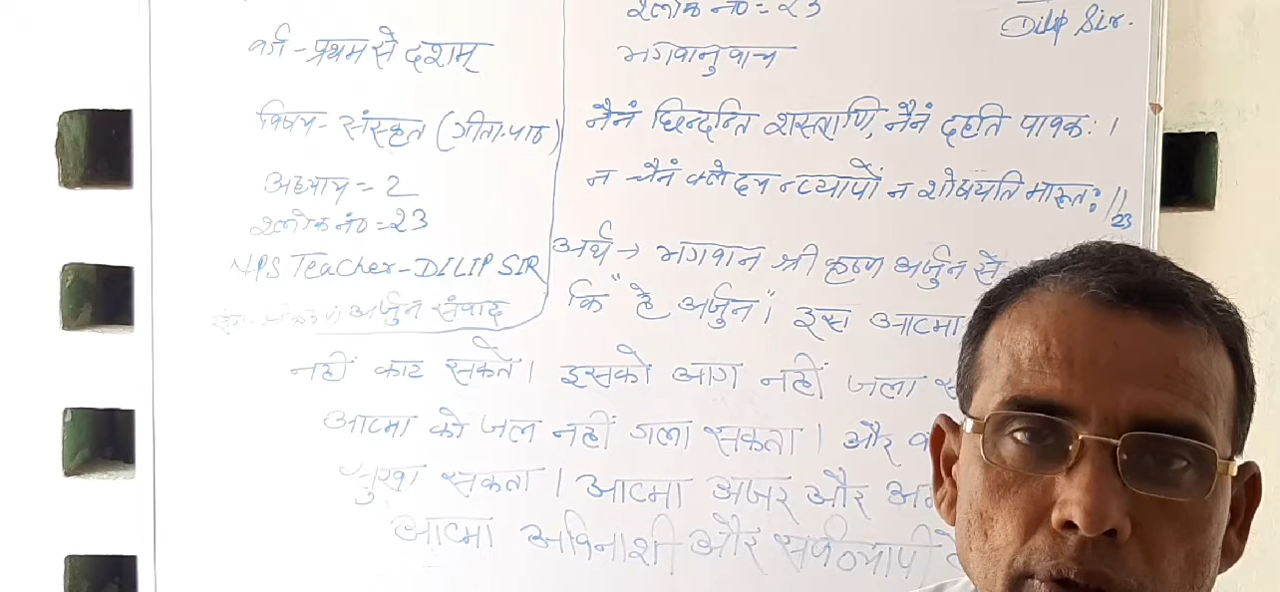 वर्ग - प्रथम से दशम्
विषय - संस्कृत (गीता-पाठ)
अध्याय = 2
श्लोक नं० = 23
NPS Teacher - DILIP SIR
अर्जुन संवाद
श्लोक नं० = 23
Dilip Sir.
भगवानुवाच
नैनं छिन्दन्ति शस्त्राणि, नैनं दहति पावकः ।
न चैनं क्लेदयन्त्यापों न शोषयति मारूतः ॥23
अर्थ → भगवान श्री कृष्ण अर्जुन से
कि "हे अर्जुन"। इस आत्मा
नहीं काट सकतें। इसको आग नहीं जला
आत्मा को जल नहीं गला सकता । और
सुखा सकता । आत्मा अजर और
आत्मा अविनाशी और सर्वव्यापी